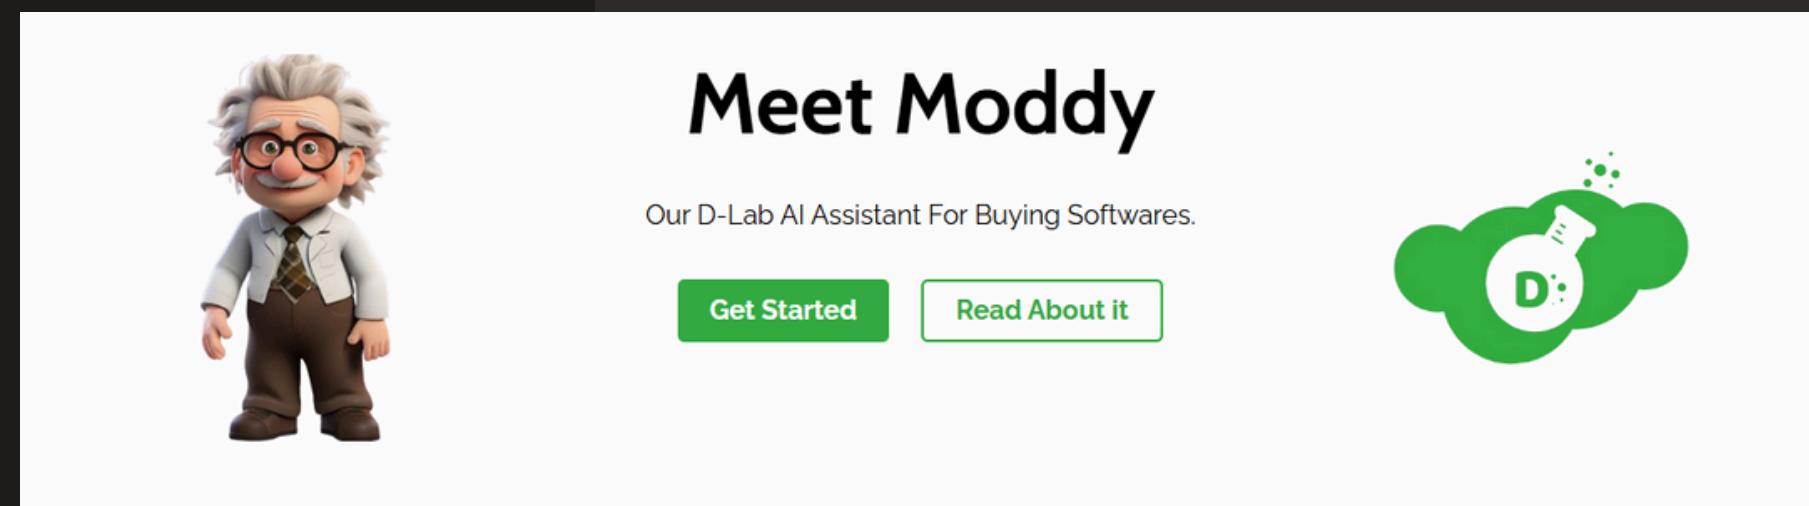 Meet Moddy
Our D-Lab AI Assistant For Buying Softwares.
Get Started
Read About it
D